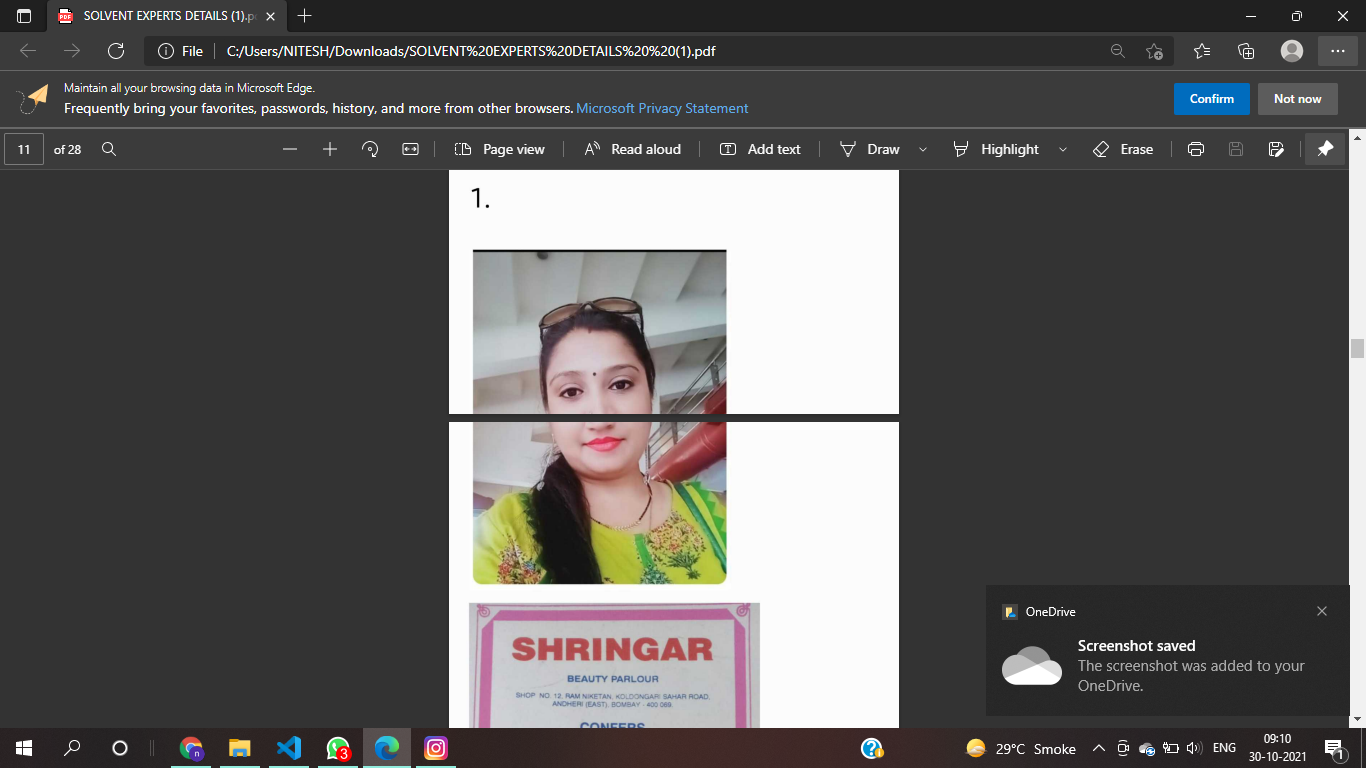 SOLVENT EXPERTS DETAILS (1).p
File
C:/Users/NITESH/Downloads/SOLVENT%20EXPERTS%20DETAILS%20%20(1).pdf
Maintain all your browsing data in Microsoft Edge.
Frequently bring your favorites, passwords, history, and more from other browsers. Microsoft Privacy Statement
Confirm
Not now
11 of 28
Page view
Read aloud
Add text
Draw
Highlight
Erase
1.
SHRINGAR
BEAUTY PARLOUR
SHOP NO. 12, RAM NIKETAN, KOLDONGARI SAHAR ROAD,
ANDHERI (EAST), BOMBAY - 400 069.
CONFERS
OneDrive
Screenshot saved
The screenshot was added to your
OneDrive.
3
29°C Smoke
ENG
09:10
30-10-2021
1